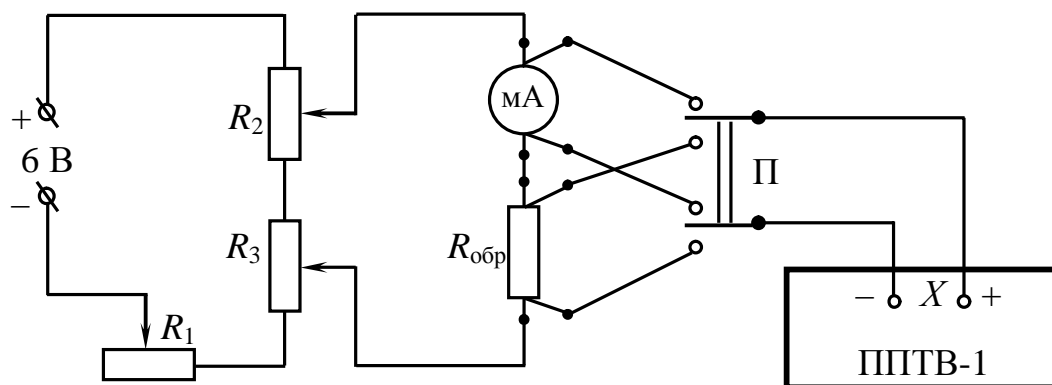 +
6 В
–
R₁
R₂
R₃
мА
Rобр
П
– X +
ППТВ-1